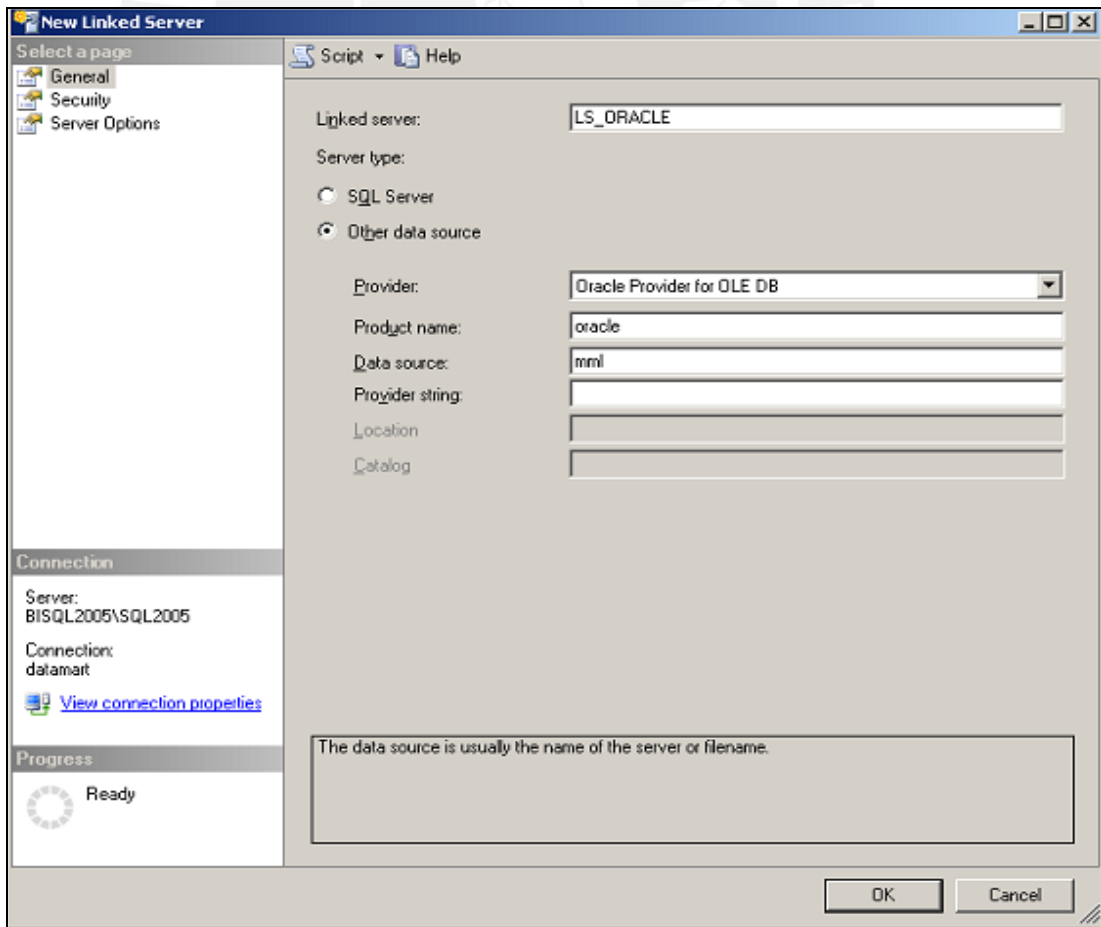 New Linked Server
Select a page
General
Security
Server Options
Script Help
Linked server: LS_ORACLE
Server type:
SQL Server
Other data source
Provider: Oracle Provider for OLE DB
Product name: oracle
Data source: mml
Provider string:
Location
Catalog
Connection
Server:
BISQL2005\SQL2005
Connection:
datamart
View connection properties
Progress
Ready
The data source is usually the name of the server or filename.
OK Cancel